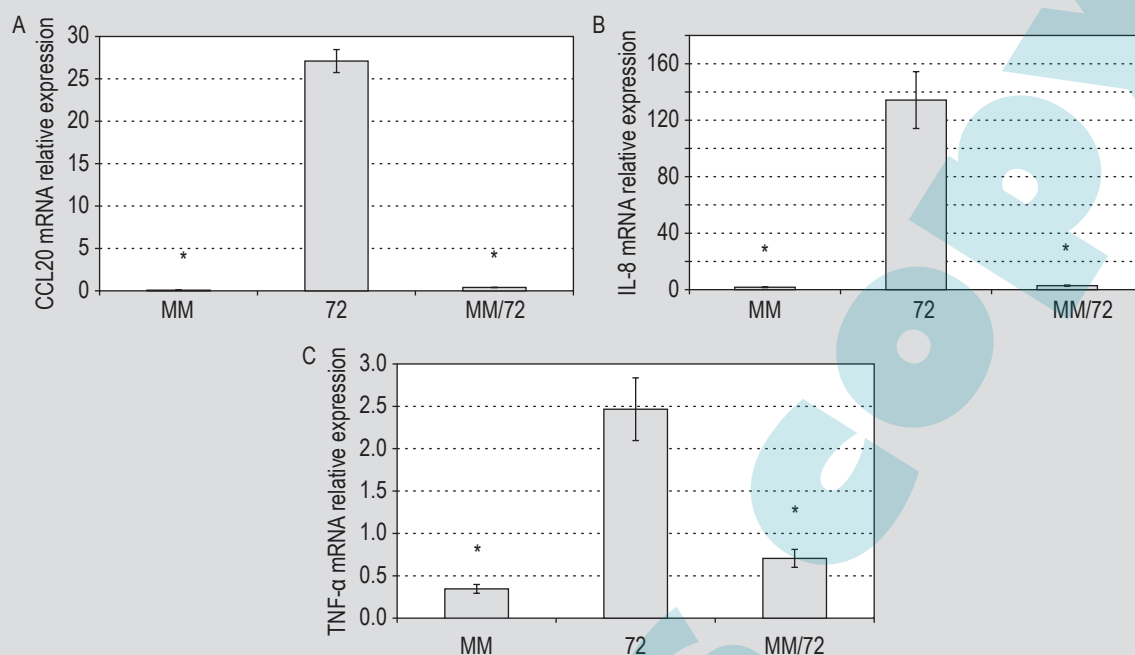 A
CCL20 mRNA relative expression
30
25
20
15
10
5
0
*
*
MM
72
MM/72
B
IL-8 mRNA relative expression
160
120
80
40
0
*
*
MM
72
MM/72
C
TNF-α mRNA relative expression
3.0
2.5
2.0
1.5
1.0
0.5
0.0
*
*
MM
72
MM/72